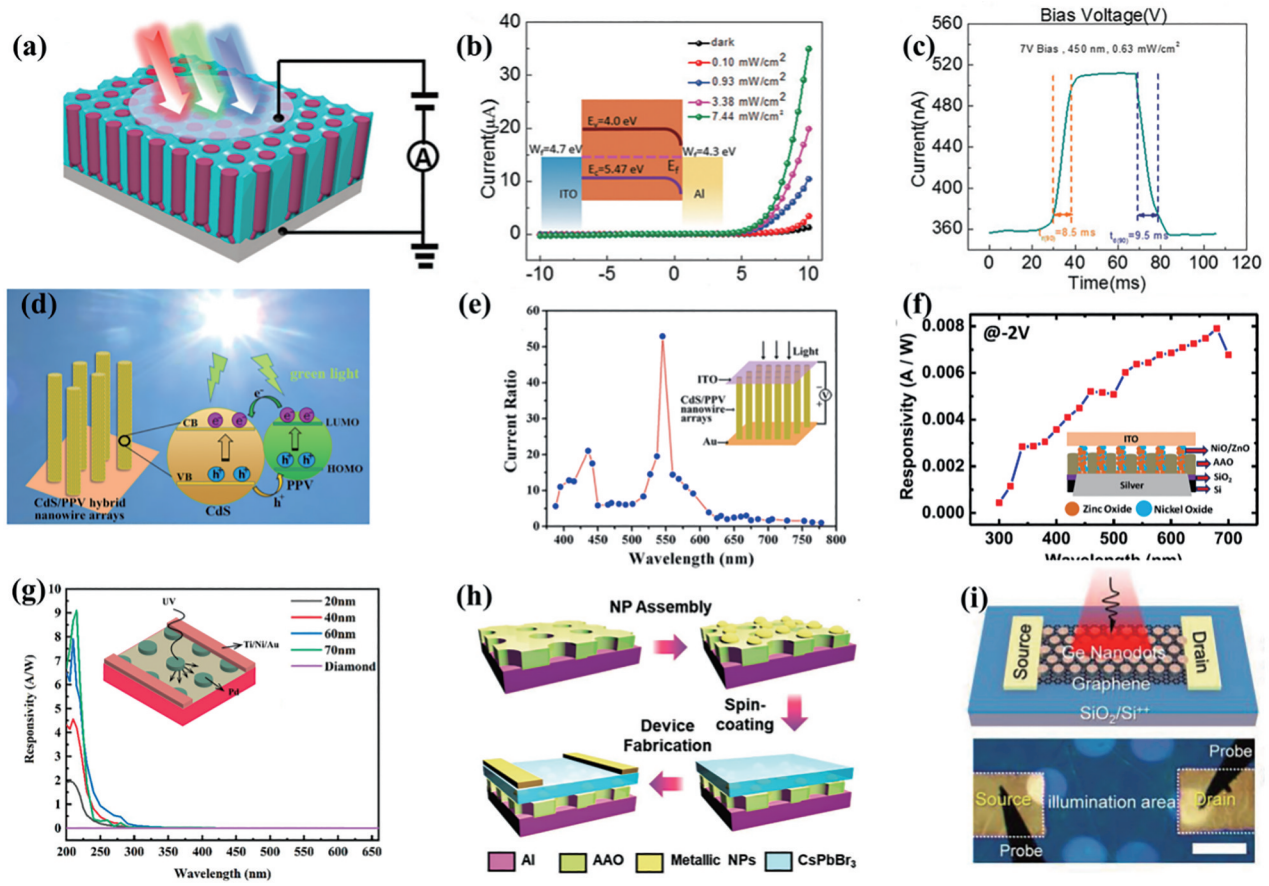 (a)
A
(b)
dark
0.10 mW/cm²
0.93 mW/cm²
3.38 mW/cm²
7.44 mW/cm²
Current(μA)
40
30
20
10
0
-10
-5
0
5
10
Wf=4.7 eV
Ev=4.0 eV
Wf=4.3 eV
Ec=5.47 eV
Ef
ITO
Al
(c)
Bias Voltage(V)
7V Bias , 450 nm, 0.63 mW/cm²
Current(nA)
560
510
460
410
360
=8.5 ms
=9.5 ms
0
20
40
60
80
100
120
Time(ms)
(d)
green light
e-
CB
e- e-
e- e-
LUMO
VB
h+ h+
h+ h+
HOMO
h+
PPV
CdS
CdS/PPV hybrid
nanowire arrays
(e)
Current Ratio
60
50
40
30
20
10
0
400
450
500
550
600
650
700
750
800
Wavelength (nm)
Light
ITO
CdS/PPV
nanowire
arrays
Au
V
(f)
@-2V
Responsivity (A / W)
0.008
0.006
0.004
0.002
0.000
300
400
500
600
700
Wavelength (nm)
ITO
NiO/ZnO
AAO
SiO₂
Si
Silver
Zinc Oxide
Nickel Oxide
(g)
UV
20nm
40nm
60nm
70nm
Diamond
Ti/Ni/Au
Pd
Responsivity (A/W)
10
9
8
7
6
5
4
3
2
1
0
200
250
300
350
400
450
500
550
600
650
Wavelength (nm)
(h)
NP Assembly
Spin-
coating
Device
Fabrication
Al
AAO
Metallic NPs
CsPbBr₃
(i)
Source
Drain
Ge Nanodots
Graphene
SiO₂/Si⁺⁺
Probe
Source
illumination area
Drain
Probe